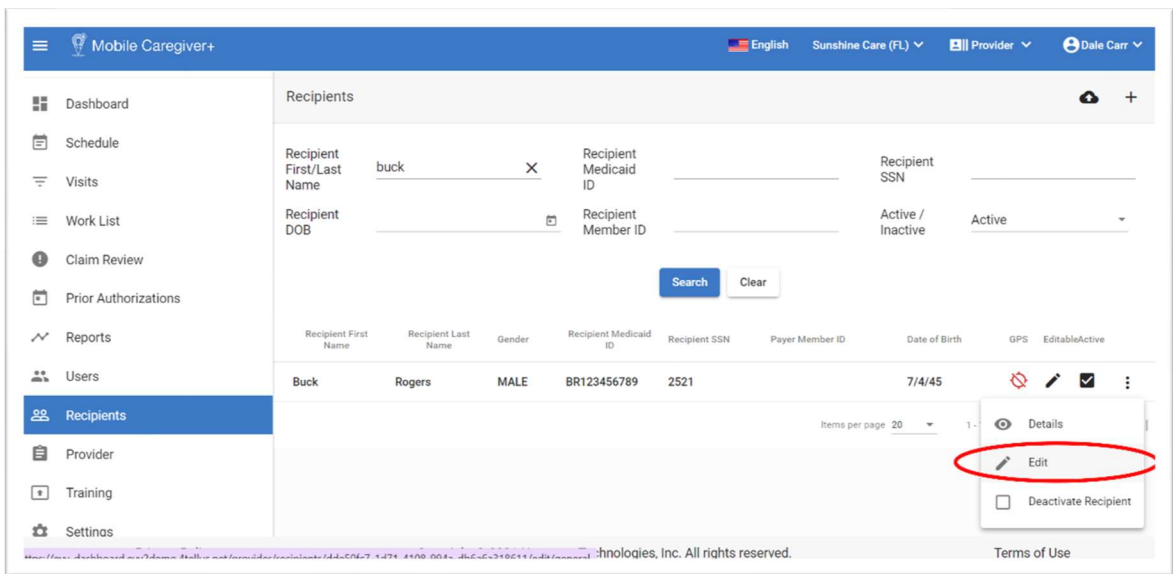 Mobile Caregiver+
English Sunshine Care (FL) Provider Dale Carr
Dashboard
Schedule
Visits
Work List
Claim Review
Prior Authorizations
Reports
Users
Recipients
Provider
Training
Settings
Recipients
Recipient First/Last Name buck
Recipient Medicaid ID
Recipient SSN
Recipient DOB
Recipient Member ID
Active / Inactive Active
Search Clear
Recipient First Name Recipient Last Name Gender Recipient Medicaid ID Recipient SSN Payer Member ID Date of Birth GPS Editable Active
Buck Rogers MALE BR123456789 2521 7/4/45
Items per page 20 1 -
Details
Edit
Deactivate Recipient
Inc. All rights reserved. Terms of Use